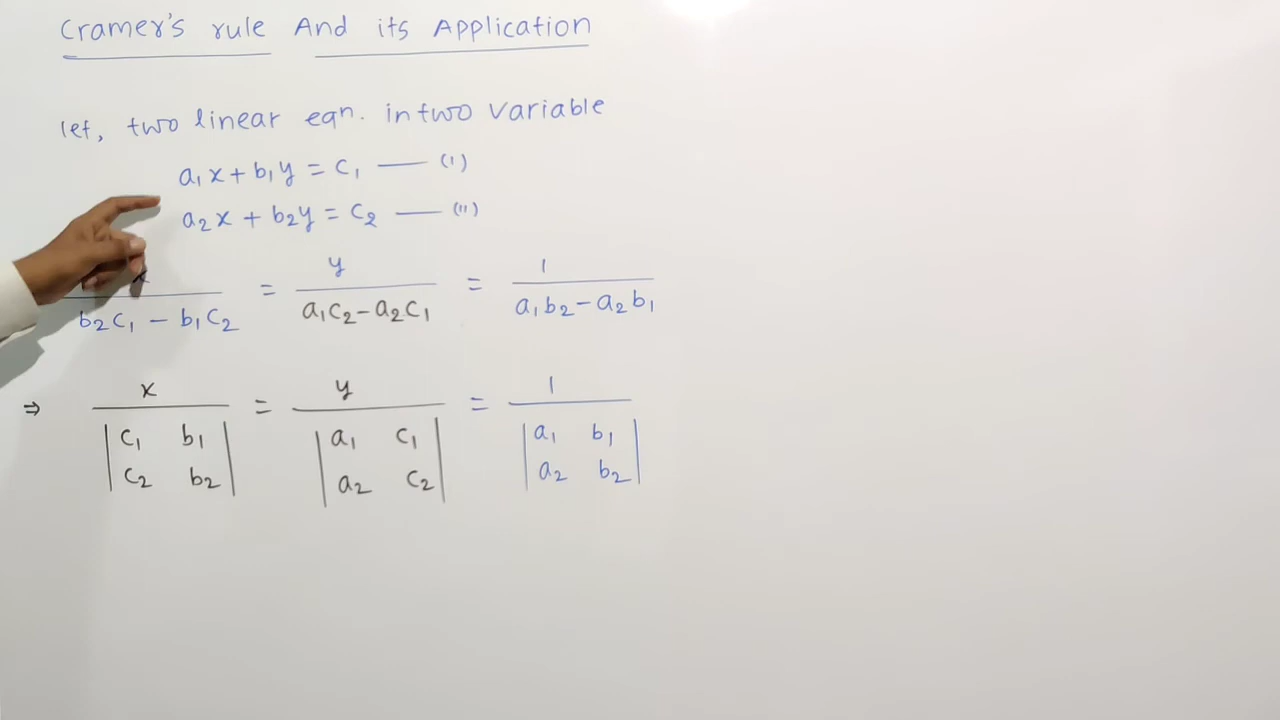 Cramer's rule And its Application
let, two linear eqn. in two variable
a₁x + b₁y = c₁ —— (I)
a₂x + b₂y = c₂ —— (II)
x / (b₂c₁ − b₁c₂) = y / (a₁c₂ − a₂c₁) = 1 / (a₁b₂ − a₂b₁)
⇒ x / |c₁ b₁; c₂ b₂| = y / |a₁ c₁; a₂ c₂| = 1 / |a₁ b₁; a₂ b₂|